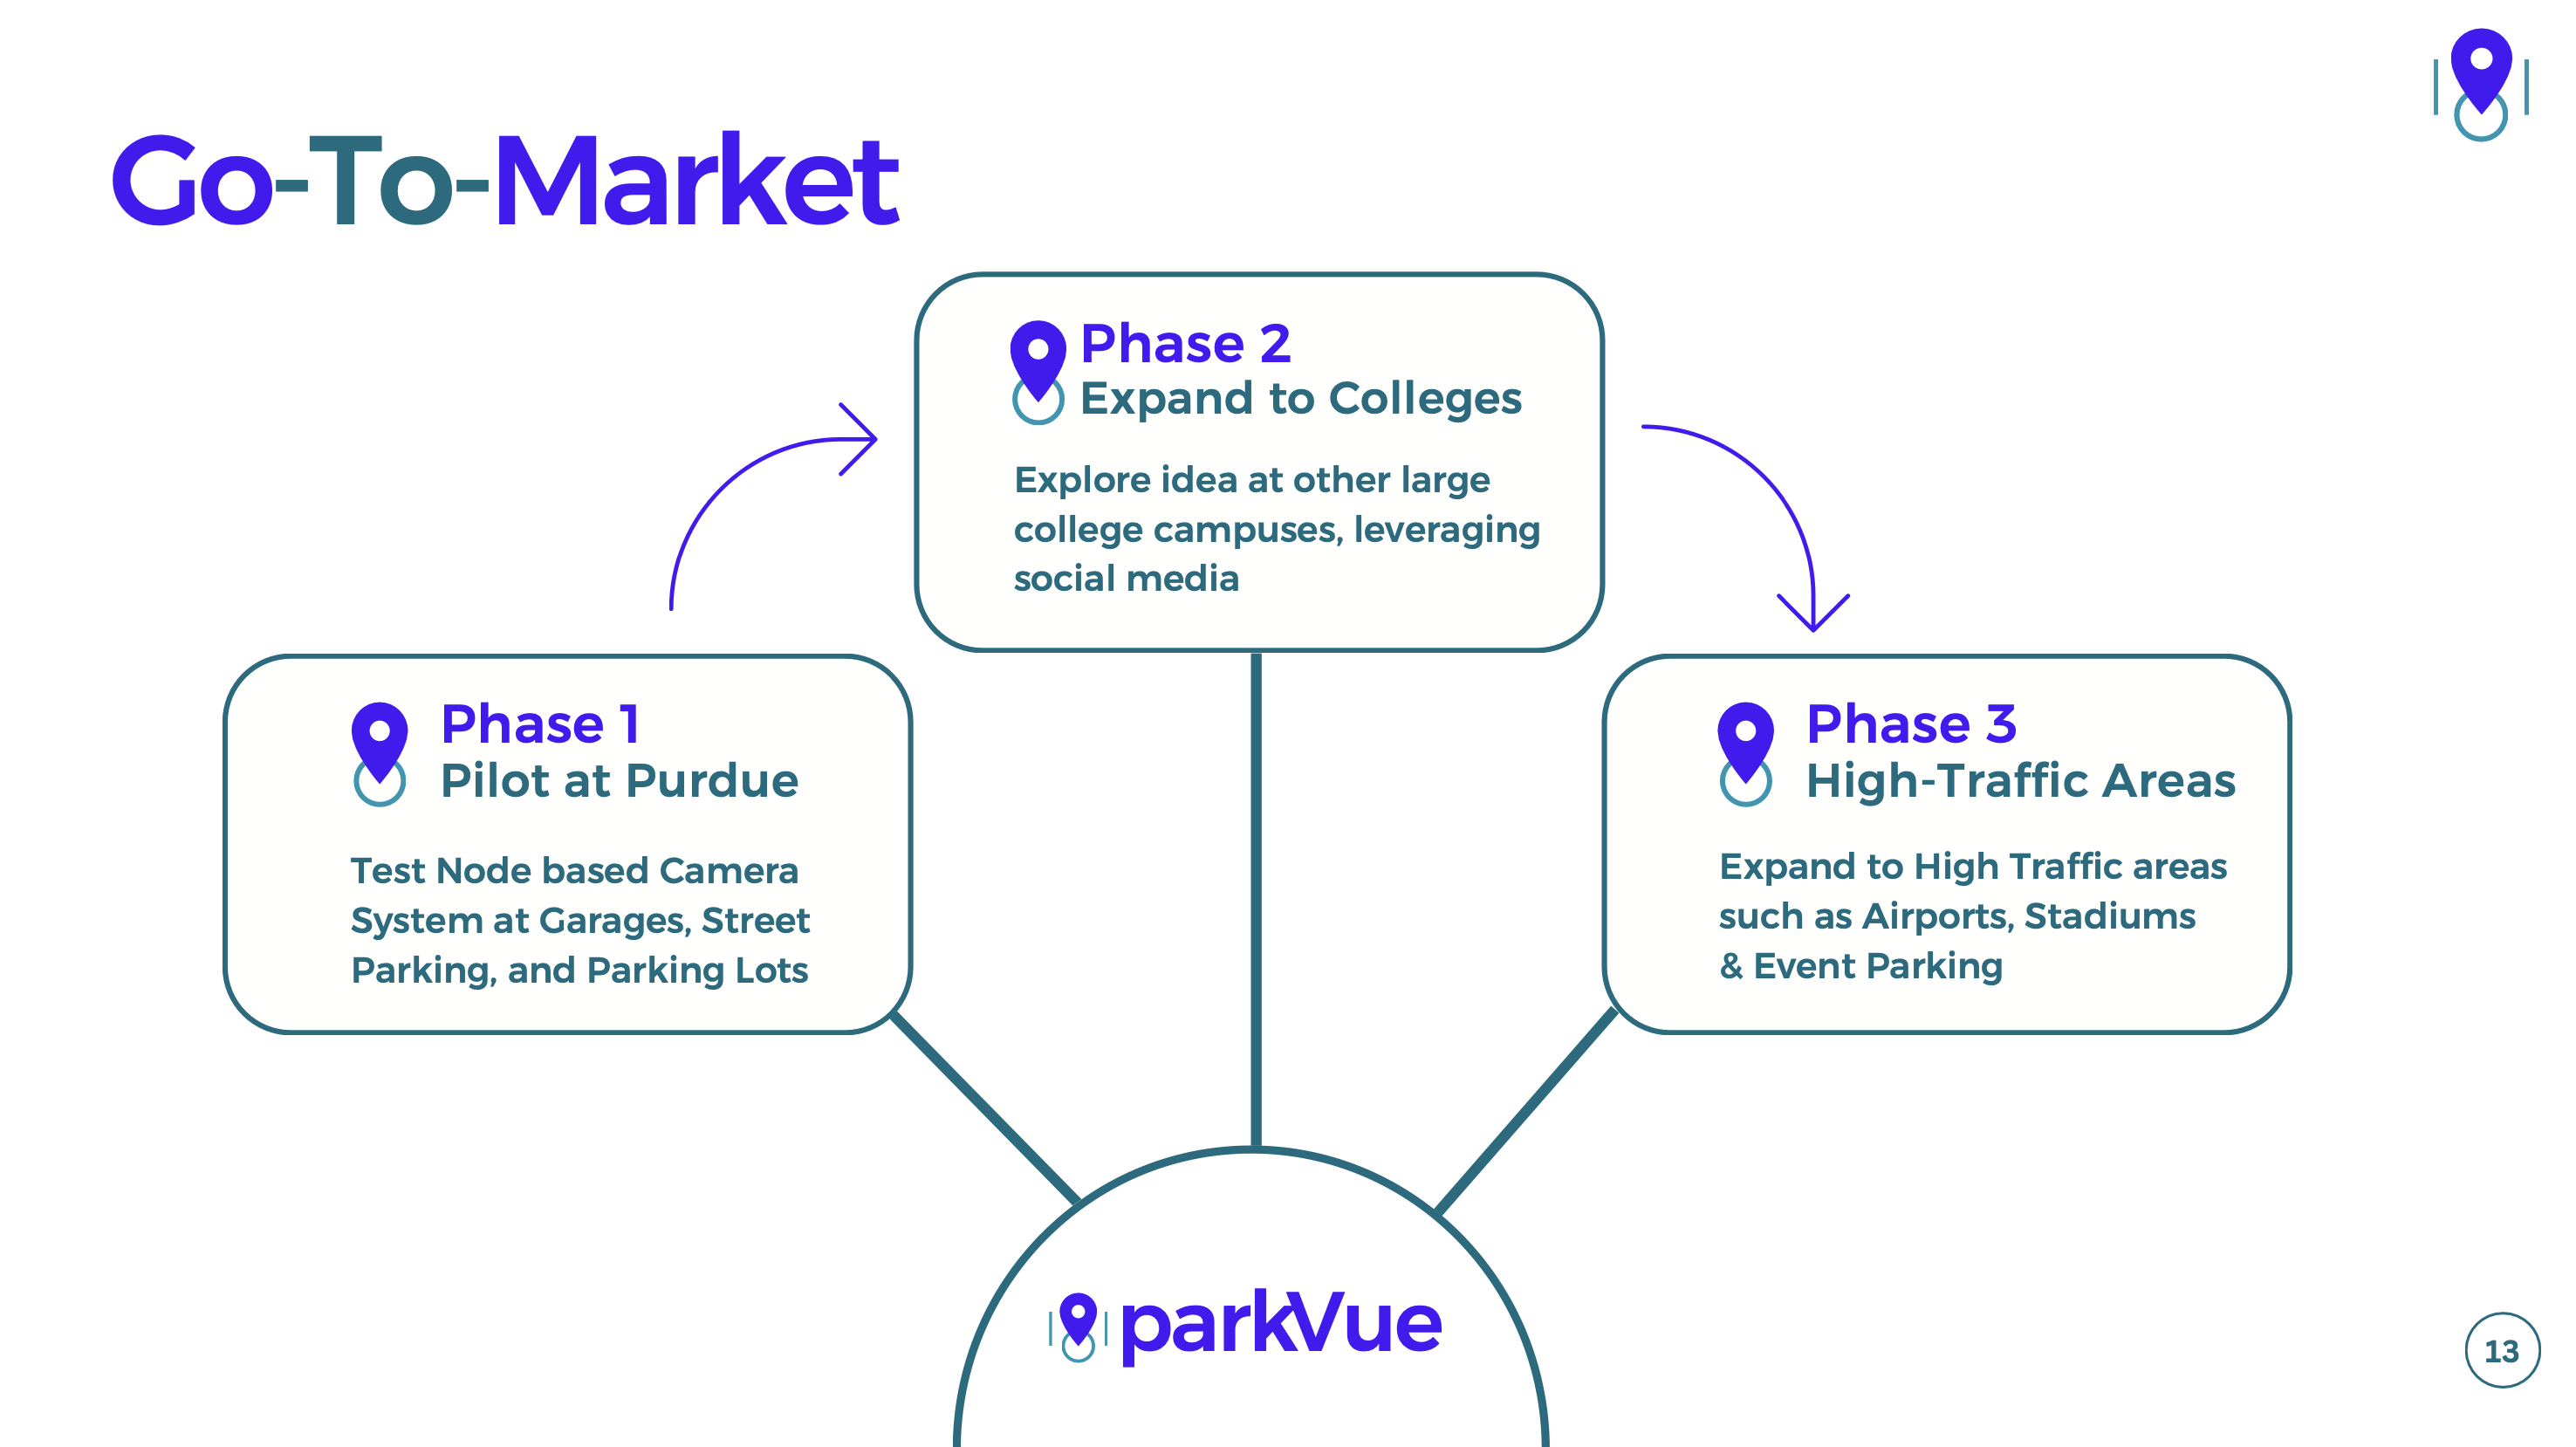 Go-To-Market
Phase 2
Expand to Colleges
Explore idea at other large
college campuses, leveraging
social media
Phase 1
Pilot at Purdue
Test Node based Camera
System at Garages, Street
Parking, and Parking Lots
Phase 3
High-Traffic Areas
Expand to High Traffic areas
such as Airports, Stadiums
& Event Parking
parkVue
13